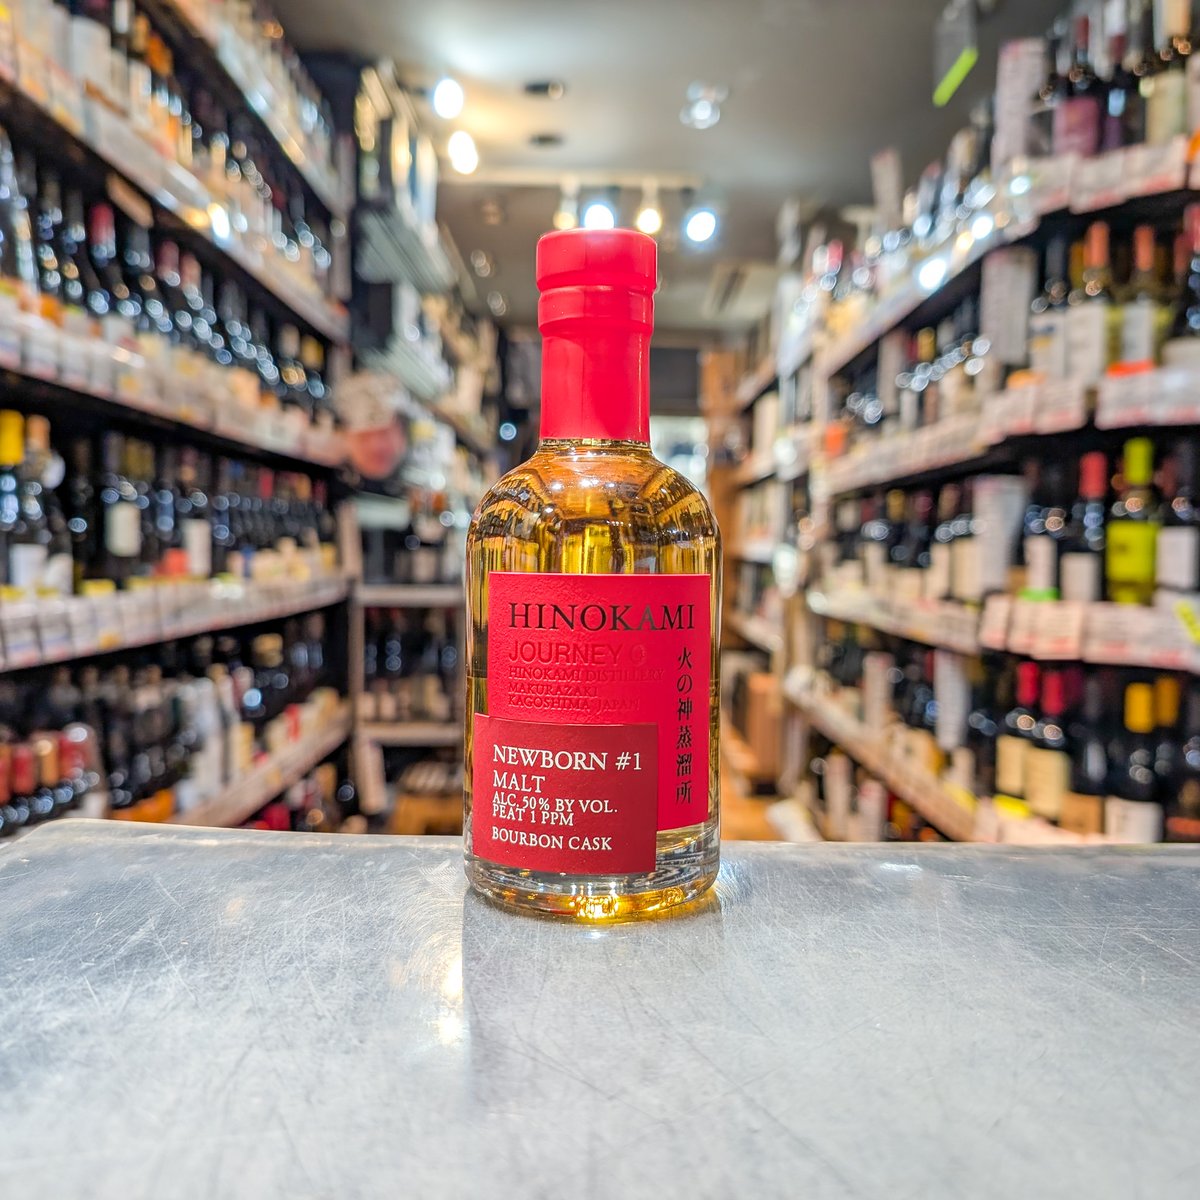 HINOKAMI
JOURNEY
HINOKAMI DISTILLERY
MAKURAZAKI
KAGOSHIMA JAPAN
火の神蒸溜所
NEWBORN #1
MALT
ALC. 50% BY VOL.
PEAT 1 PPM
BOURBON CASK